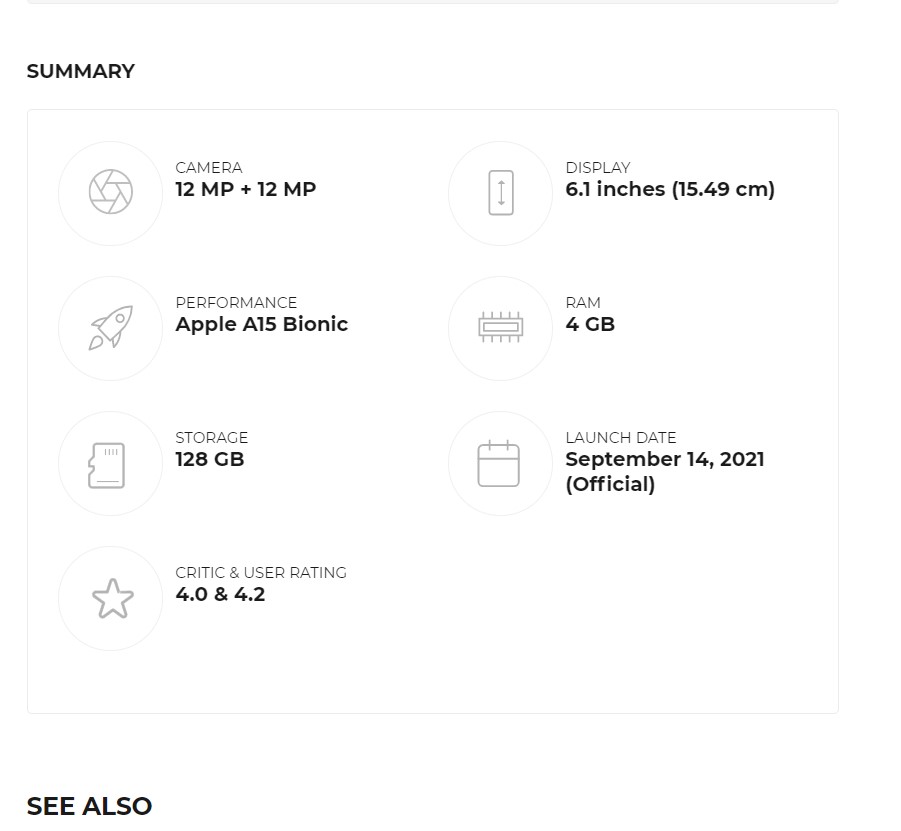 SUMMARY
CAMERA
12 MP + 12 MP
DISPLAY
6.1 inches (15.49 cm)
PERFORMANCE
Apple A15 Bionic
RAM
4 GB
STORAGE
128 GB
LAUNCH DATE
September 14, 2021
(Official)
CRITIC & USER RATING
4.0 & 4.2
SEE ALSO